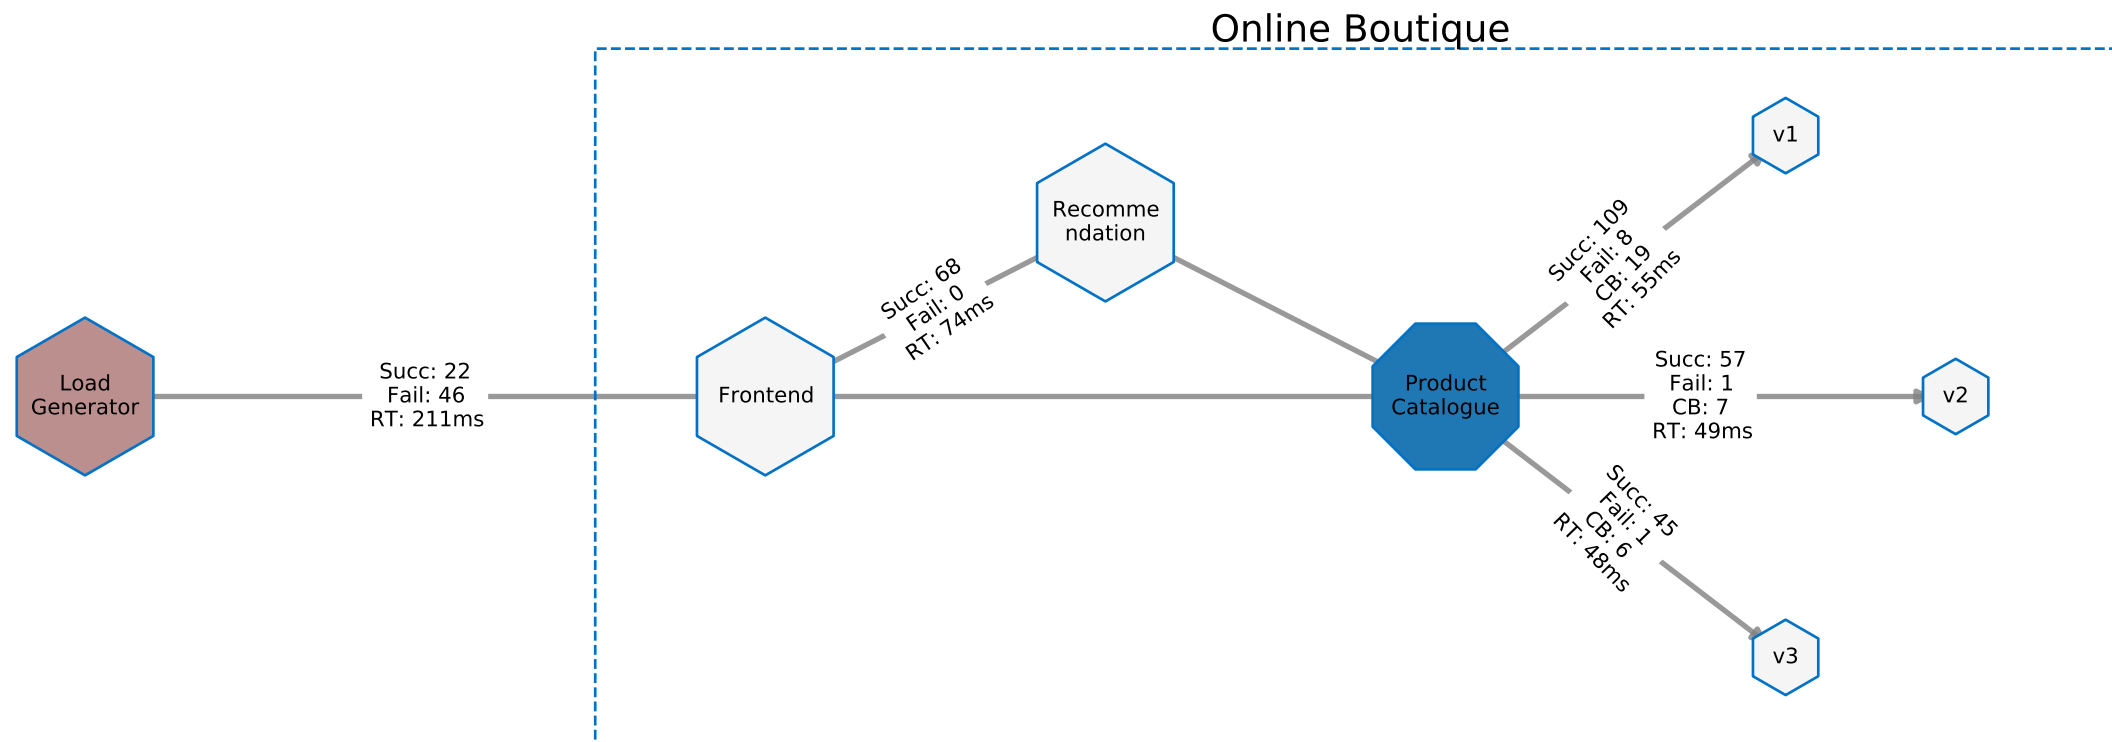 Online Boutique
Load
Generator
Succ: 22
Fail: 46
RT: 211ms
Frontend
Succ: 68
Fail: 0
RT: 74ms
Recomme
ndation
Product
Catalogue
Succ: 109
Fail: 8
CB: 19
RT: 55ms
v1
Succ: 57
Fail: 1
CB: 7
RT: 49ms
v2
Succ: 45
Fail: 1
CB: 6
RT: 48ms
v3